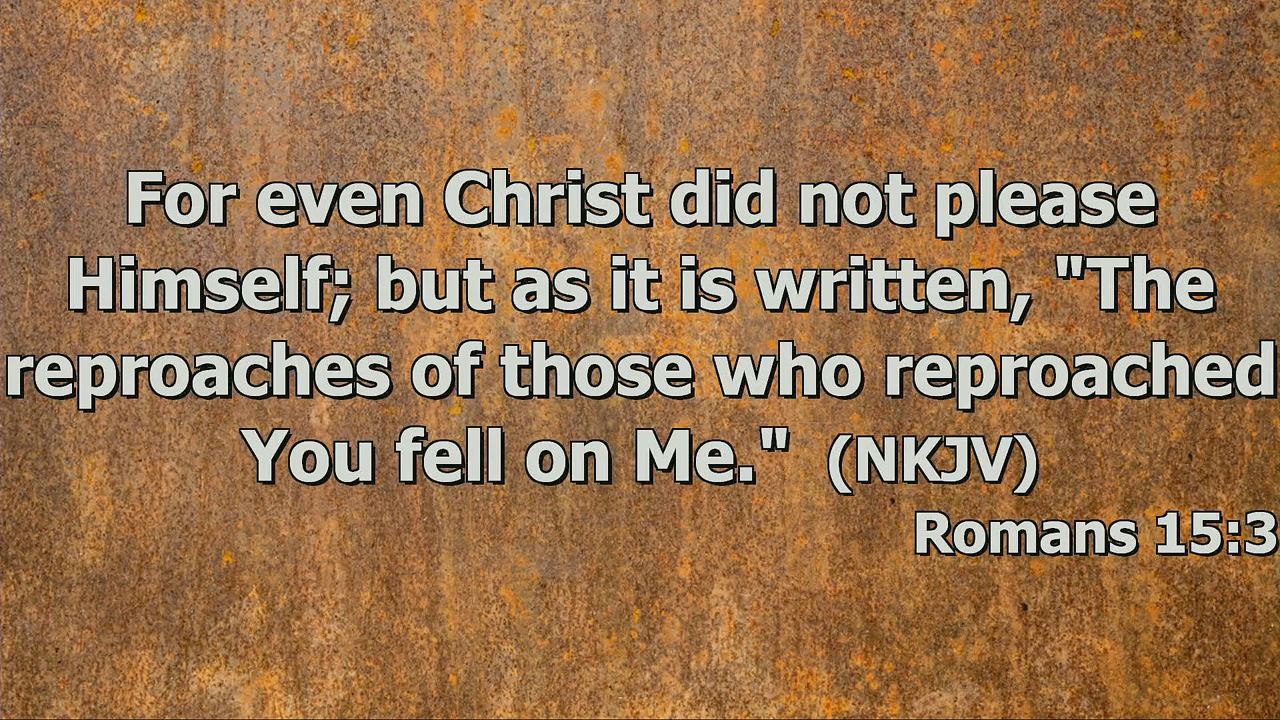 For even Christ did not please
Himself; but as it is written, "The
reproaches of those who reproached
You fell on Me." (NKJV)
Romans 15:3